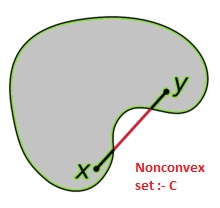 y
x
Nonconvex
set :- C